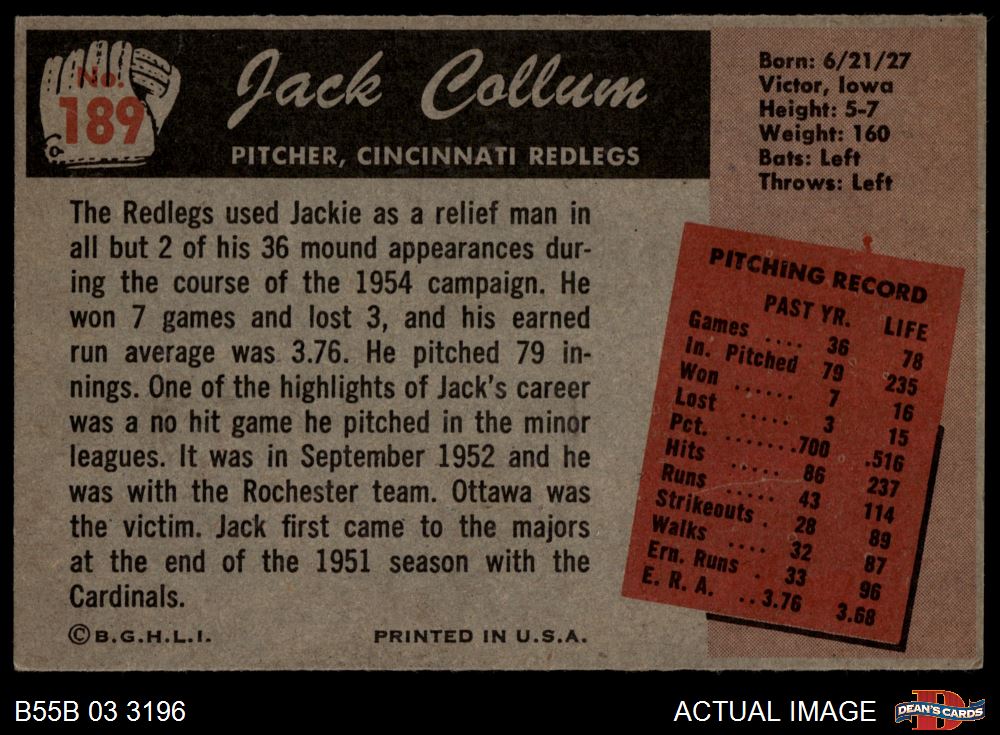 No.
189
Jack Collum
PITCHER, CINCINNATI REDLEGS
Born: 6/21/27
Victor, Iowa
Height: 5-7
Weight: 160
Bats: Left
Throws: Left
The Redlegs used Jackie as a relief man in
all but 2 of his 36 mound appearances dur-
ing the course of the 1954 campaign. He
won 7 games and lost 3, and his earned
run average was 3.76. He pitched 79 in-
nings. One of the highlights of Jack's career
was a no hit game he pitched in the minor
leagues. It was in September 1952 and he
was with the Rochester team. Ottawa was
the victim. Jack first came to the majors
at the end of the 1951 season with the
Cardinals.
©B.G.H.L.I. PRINTED IN U.S.A.
PITCHING RECORD
PAST YR. LIFE
Games .... 36 78
In. Pitched 79 235
Won ...... 7 16
Lost ..... 3 15
Pct. .......700 .516
Hits ..... 86 237
Runs ..... 43 114
Strikeouts . 28 89
Walks .... 32 87
Ern. Runs . 33 96
E. R. A. ..3.76 3.68
B55B 03 3196
ACTUAL IMAGE
DEAN'S CARDS